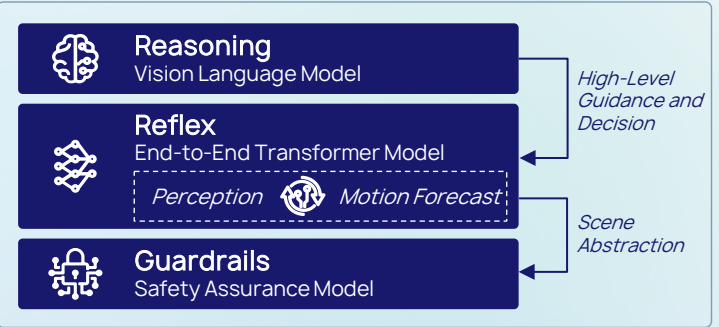 Reasoning
Vision Language Model
High-Level
Guidance and
Decision
Reflex
End-to-End Transformer Model
Perception
Motion Forecast
Scene
Abstraction
Guardrails
Safety Assurance Model